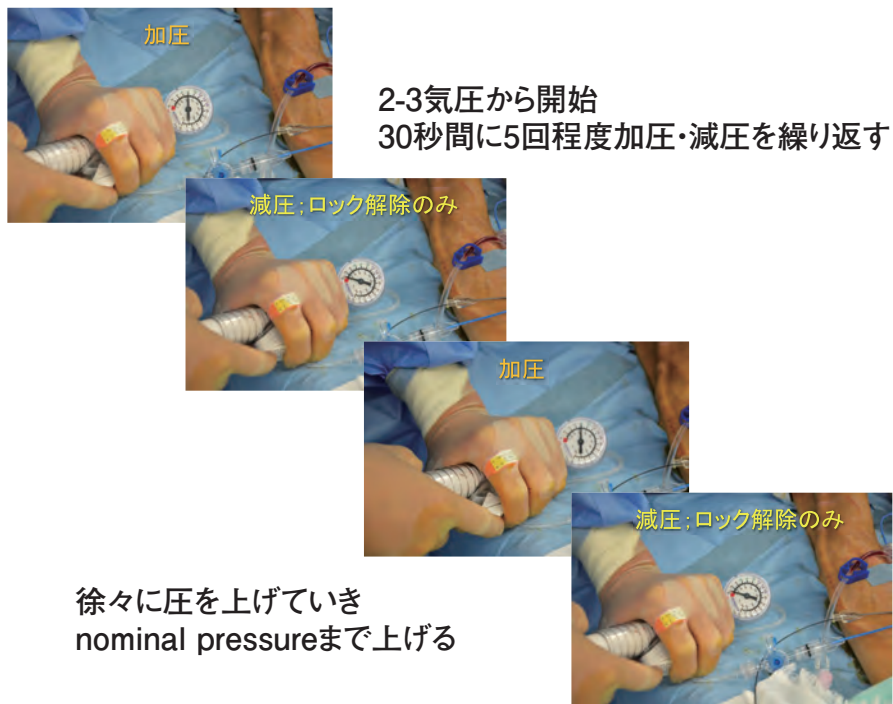 加圧
2-3気圧から開始
30秒間に5回程度加圧・減圧を繰り返す
減圧；ロック解除のみ
加圧
減圧；ロック解除のみ
徐々に圧を上げていき
nominal pressureまで上げる